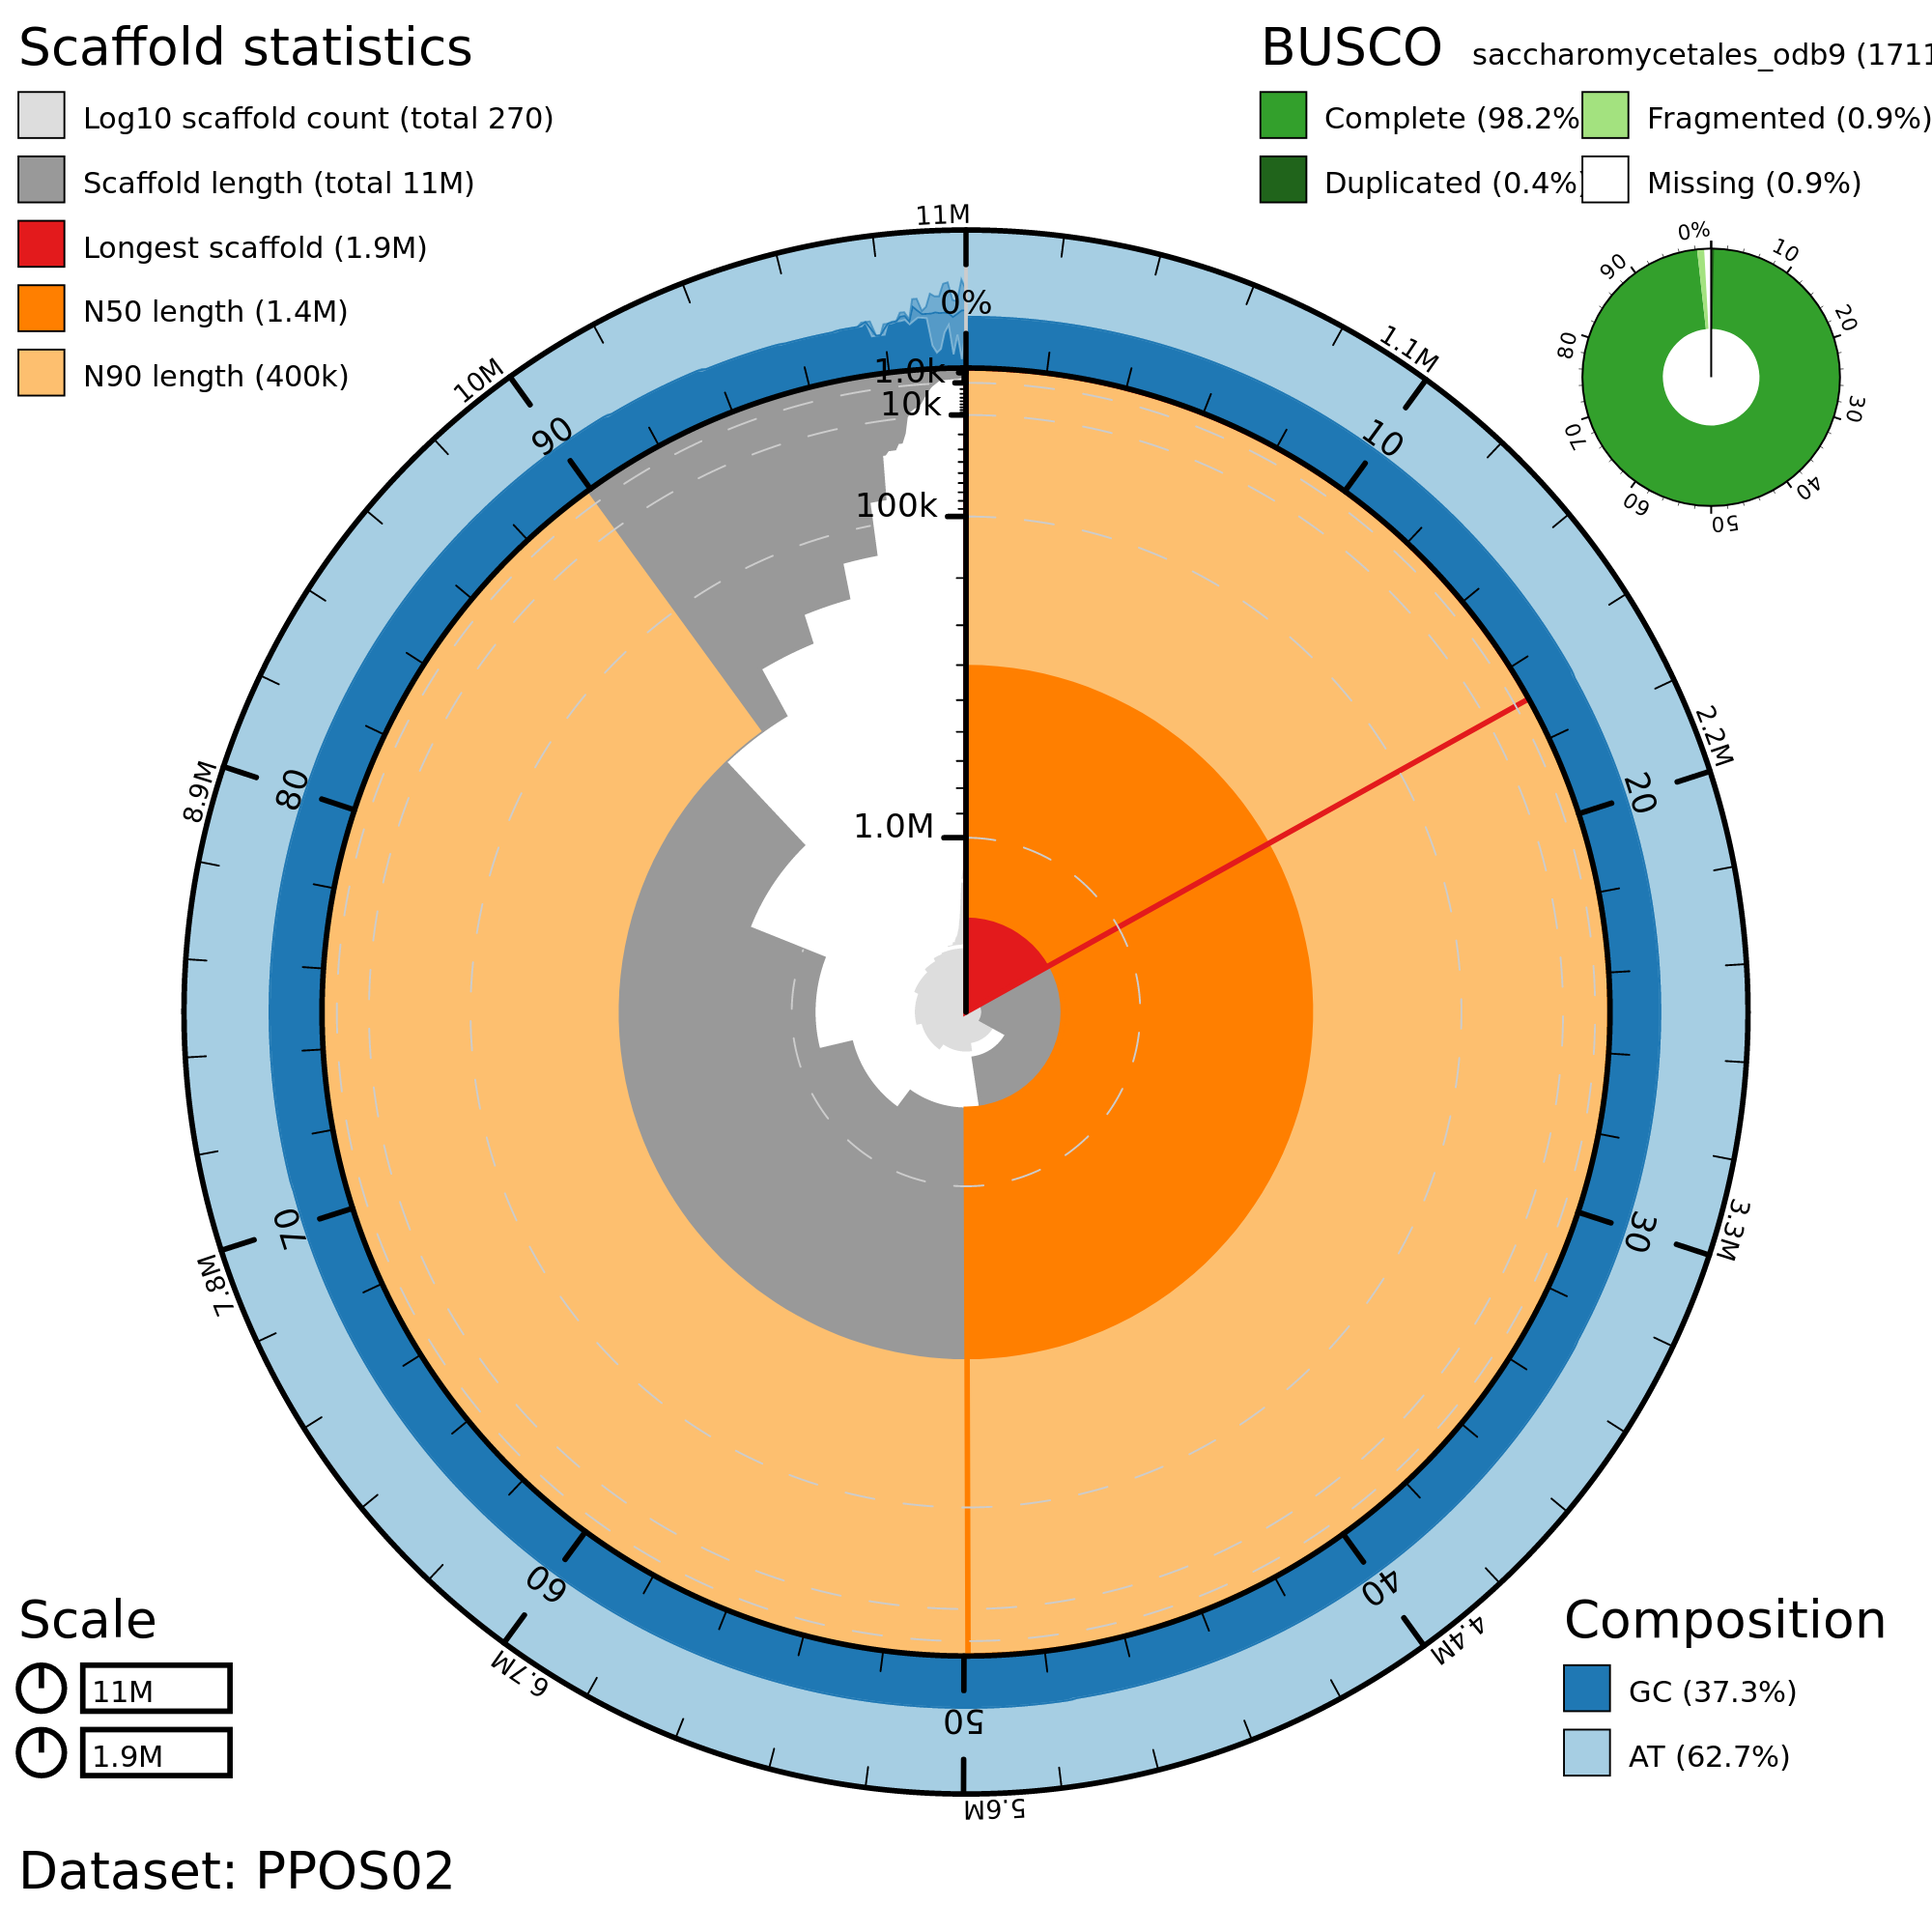 Scaffold statistics
Log10 scaffold count (total 270)
Scaffold length (total 11M)
Longest scaffold (1.9M)
N50 length (1.4M)
N90 length (400k)
BUSCO saccharomycetales_odb9 (1711
Complete (98.2%
Fragmented (0.9%)
Duplicated (0.4%)
Missing (0.9%)
0%
10
20
30
40
50
60
70
80
90
11M
1.1M
2.2M
3.3M
4.4M
5.6M
6.7M
7.8M
8.9M
10M
0%
10
20
30
40
50
60
70
80
90
1.0k
10k
100k
1.0M
Scale
11M
1.9M
Composition
GC (37.3%)
AT (62.7%)
Dataset: PPOS02